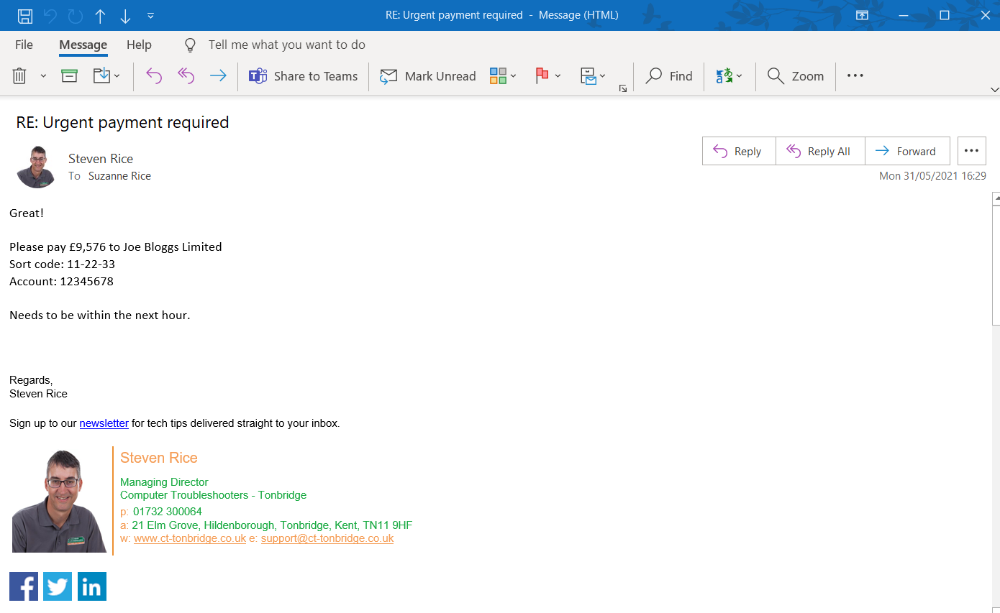 RE: Urgent payment required - Message (HTML)
File Message Help Tell me what you want to do
Share to Teams Mark Unread Find Zoom
RE: Urgent payment required
Steven Rice
To Suzanne Rice
Reply Reply All Forward
Mon 31/05/2021 16:29
Great!
Please pay £9,576 to Joe Bloggs Limited
Sort code: 11-22-33
Account: 12345678
Needs to be within the next hour.
Regards,
Steven Rice
Sign up to our newsletter for tech tips delivered straight to your inbox.
Steven Rice
Managing Director
Computer Troubleshooters - Tonbridge
p: 01732 300064
a: 21 Elm Grove, Hildenborough, Tonbridge, Kent, TN11 9HF
w: www.ct-tonbridge.co.uk e: support@ct-tonbridge.co.uk